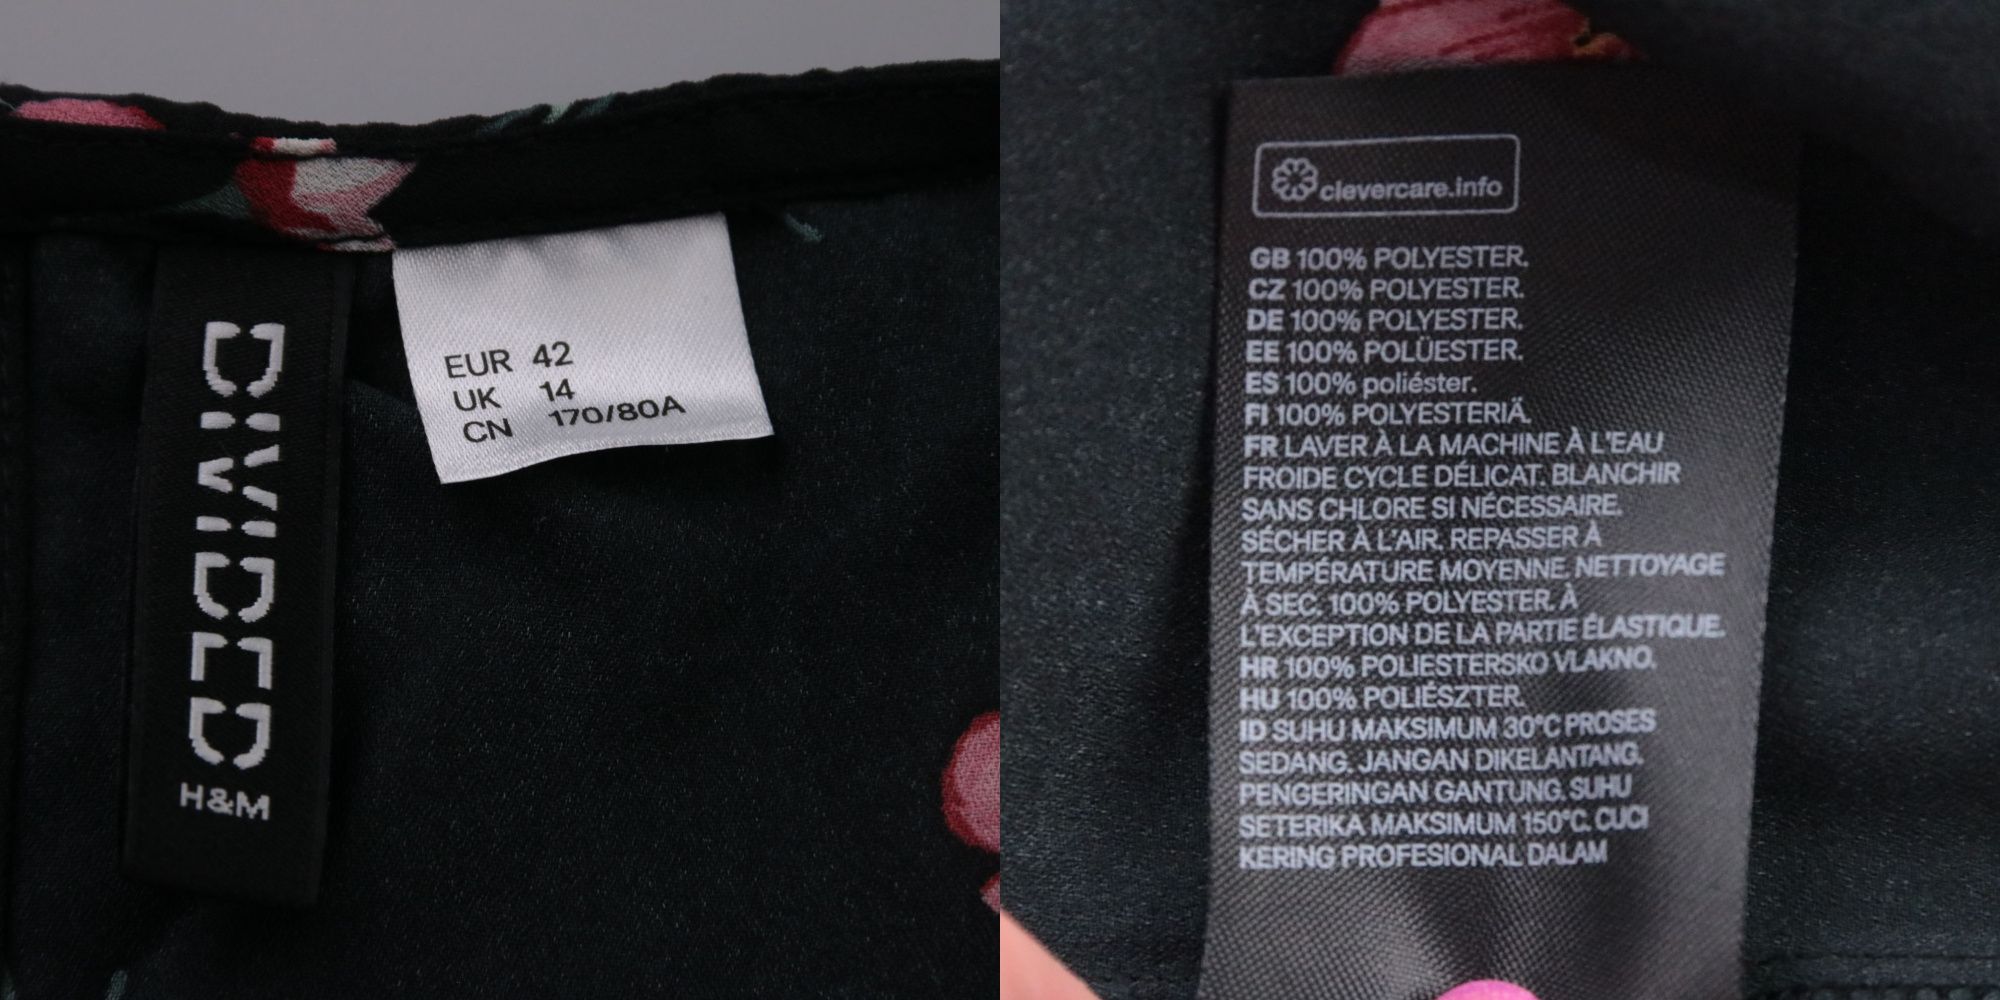 DIVIDED
H&M
EUR 42
UK 14
CN 170/80A
clevercare.info
GB 100% POLYESTER.
CZ 100% POLYESTER.
DE 100% POLYESTER.
EE 100% POLÜESTER.
ES 100% poliéster.
FI 100% POLYESTERIÄ.
FR LAVER À LA MACHINE À L'EAU
FROIDE CYCLE DÉLICAT. BLANCHIR
SANS CHLORE SI NÉCESSAIRE.
SÉCHER À L'AIR. REPASSER À
TEMPÉRATURE MOYENNE. NETTOYAGE
À SEC. 100% POLYESTER. À
L'EXCEPTION DE LA PARTIE ÉLASTIQUE.
HR 100% POLIESTERSKO VLAKNO.
HU 100% POLIÉSZTER.
ID SUHU MAKSIMUM 30°C PROSES
SEDANG. JANGAN DIKELANTANG.
PENGERINGAN GANTUNG. SUHU
SETERIKA MAKSIMUM 150°C. CUCI
KERING PROFESIONAL DALAM